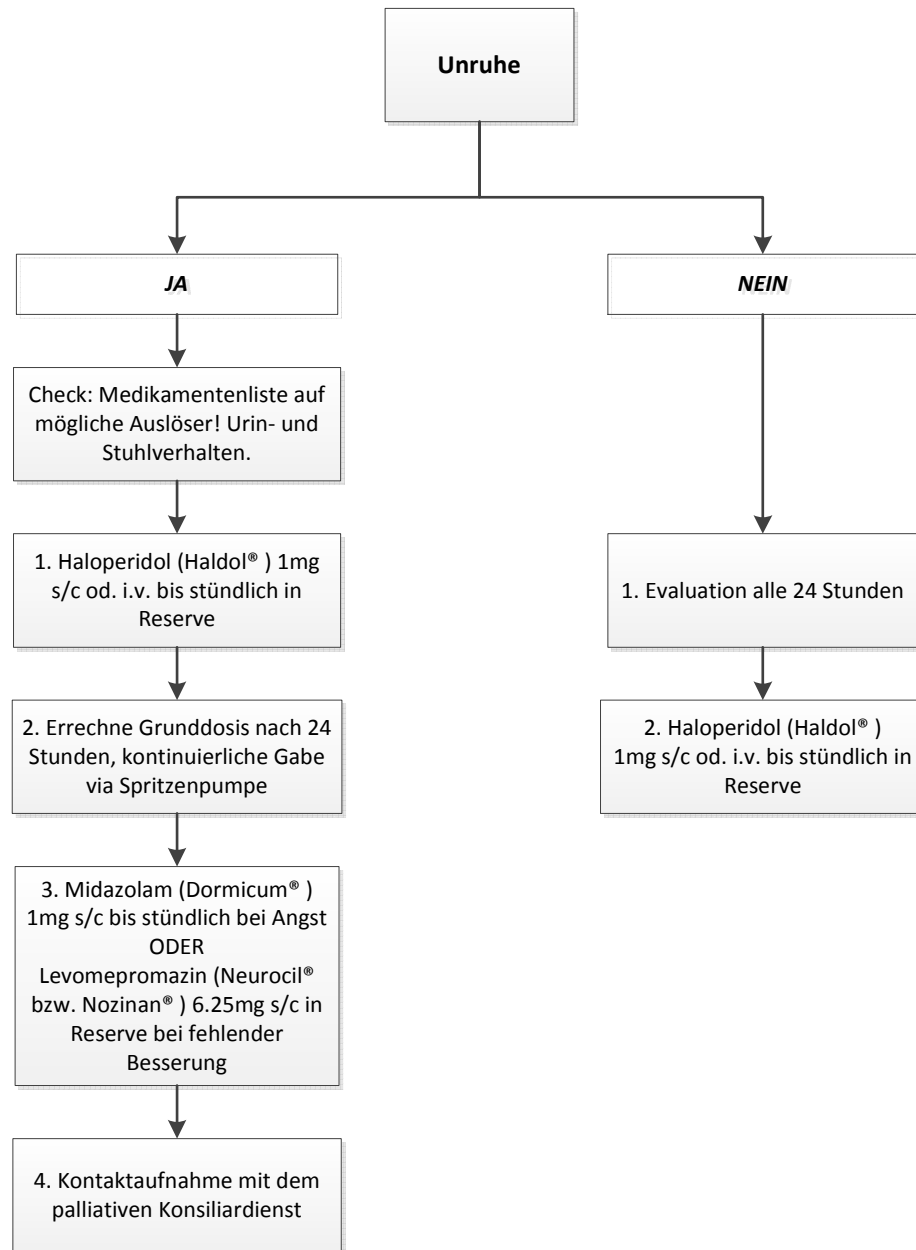 Unruhe
JA
Check: Medikamentenliste auf
mögliche Auslöser! Urin- und
Stuhlverhalten.
1. Haloperidol (Haldol® ) 1mg
s/c od. i.v. bis stündlich in
Reserve
2. Errechne Grunddosis nach 24
Stunden, kontinuierliche Gabe
via Spritzenpumpe
3. Midazolam (Dormicum® )
1mg s/c bis stündlich bei Angst
ODER
Levomepromazin (Neurocil®
bzw. Nozinan® ) 6.25mg s/c in
Reserve bei fehlender
Besserung
4. Kontaktaufnahme mit dem
palliativen Konsiliardienst
NEIN
1. Evaluation alle 24 Stunden
2. Haloperidol (Haldol® )
1mg s/c od. i.v. bis stündlich in
Reserve